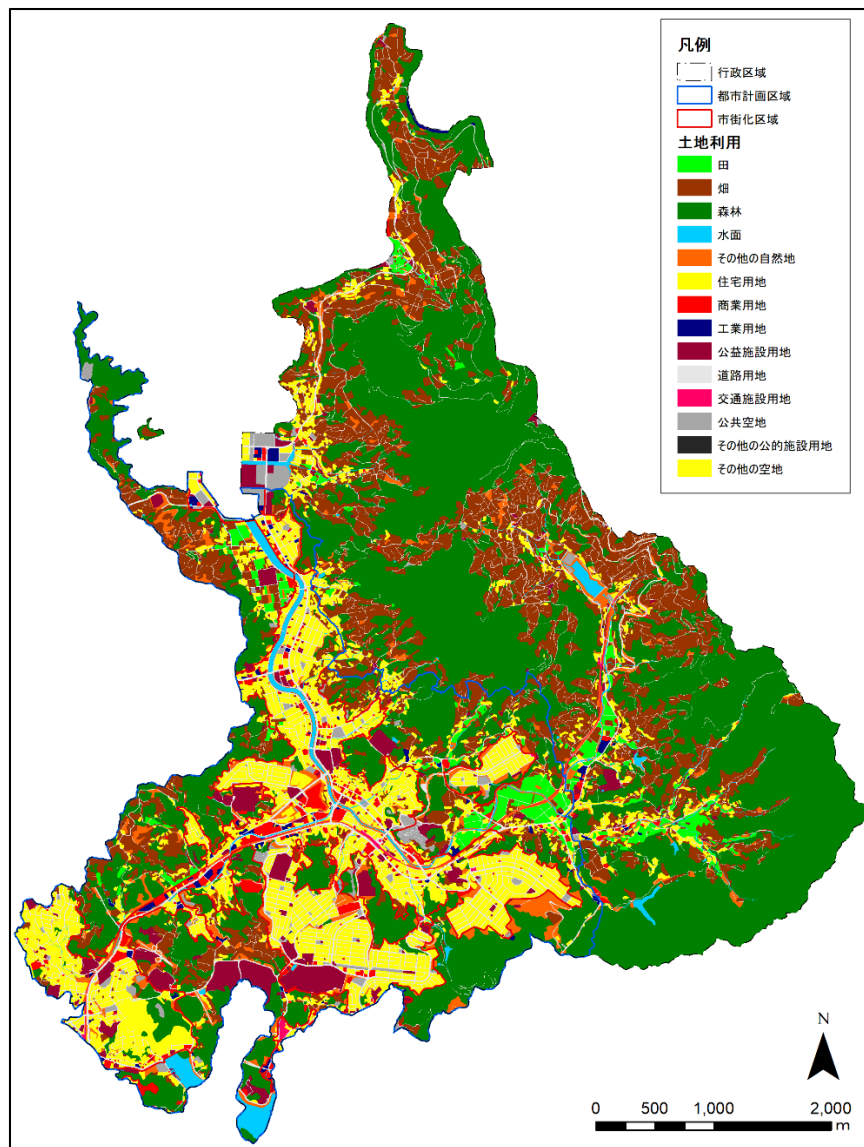 凡例
行政区域
都市計画区域
市街化区域
土地利用
田
畑
森林
水面
その他の自然地
住宅用地
商業用地
工業用地
公益施設用地
道路用地
交通施設用地
公共空地
その他の公的施設用地
その他の空地
N
0 500 1,000 2,000
m